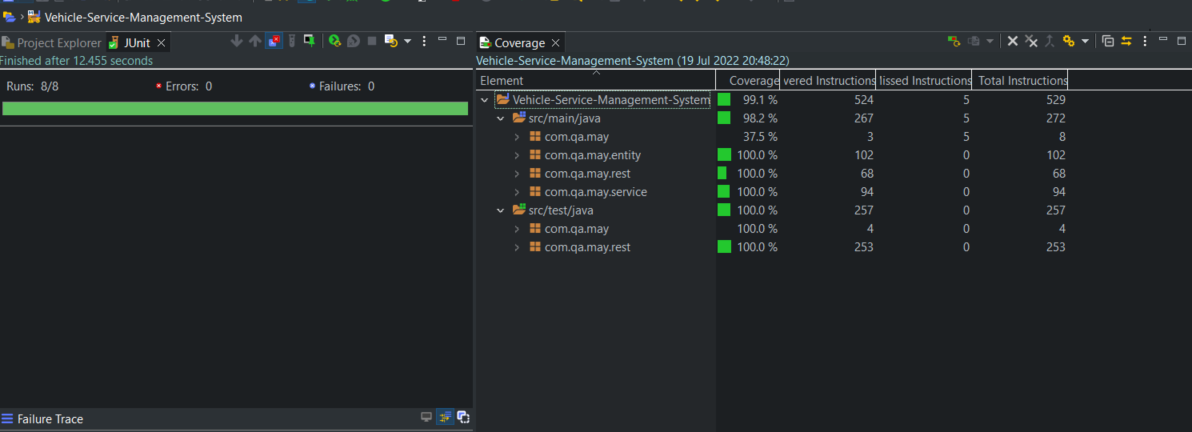 Vehicle-Service-Management-System
Project Explorer JUnit
Finished after 12.455 seconds
Runs: 8/8 Errors: 0 Failures: 0
Failure Trace
Coverage
Vehicle-Service-Management-System (19 Jul 2022 20:48:22)
Element Coverage vered Instructions lissed Instructions Total Instructions
Vehicle-Service-Management-System 99.1 % 524 5 529
src/main/java 98.2 % 267 5 272
com.qa.may 37.5 % 3 5 8
com.qa.may.entity 100.0 % 102 0 102
com.qa.may.rest 100.0 % 68 0 68
com.qa.may.service 100.0 % 94 0 94
src/test/java 100.0 % 257 0 257
com.qa.may 100.0 % 4 0 4
com.qa.may.rest 100.0 % 253 0 253